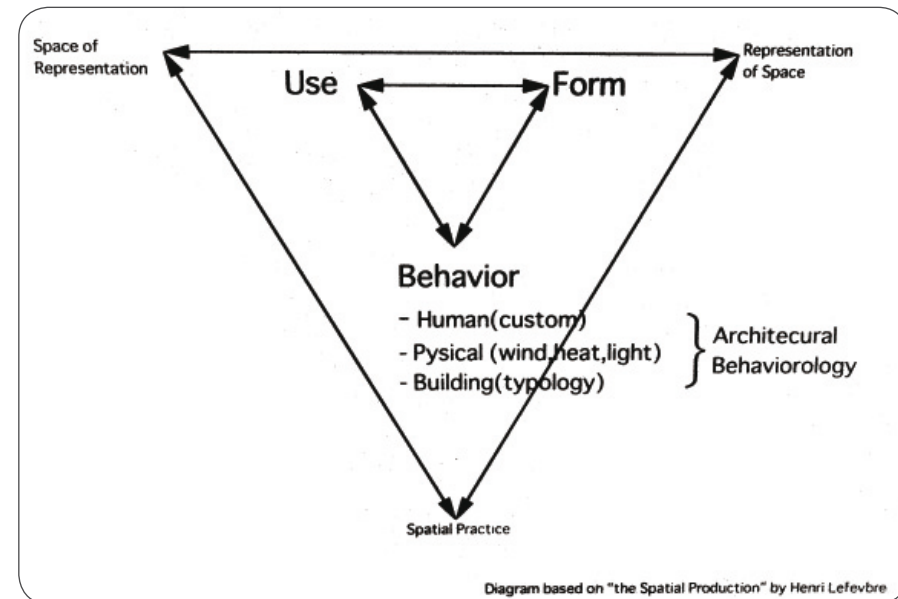 Space of
Representation
Representation
of Space
Use
Form
Behavior
- Human(custom)
- Pysical (wind,heat,light)
- Building(typology)
Architecural
Behaviorology
Spatial Practice
Diagram based on "the Spatial Production" by Henri Lefevbre